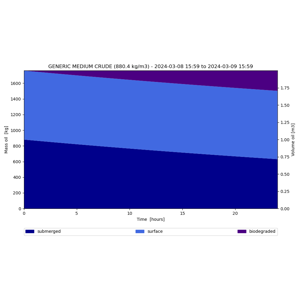 GENERIC MEDIUM CRUDE (880.4 kg/m3) - 2024-03-08 15:59 to 2024-03-09 15:59
Mass oil [kg]
1600
1400
1200
1000
800
600
400
200
0
1.75
1.50
1.25
1.00
0.75
0.50
0.25
0.00
Volume oil [m3]
0 5 10 15 20
Time [hours]
submerged surface biodegraded